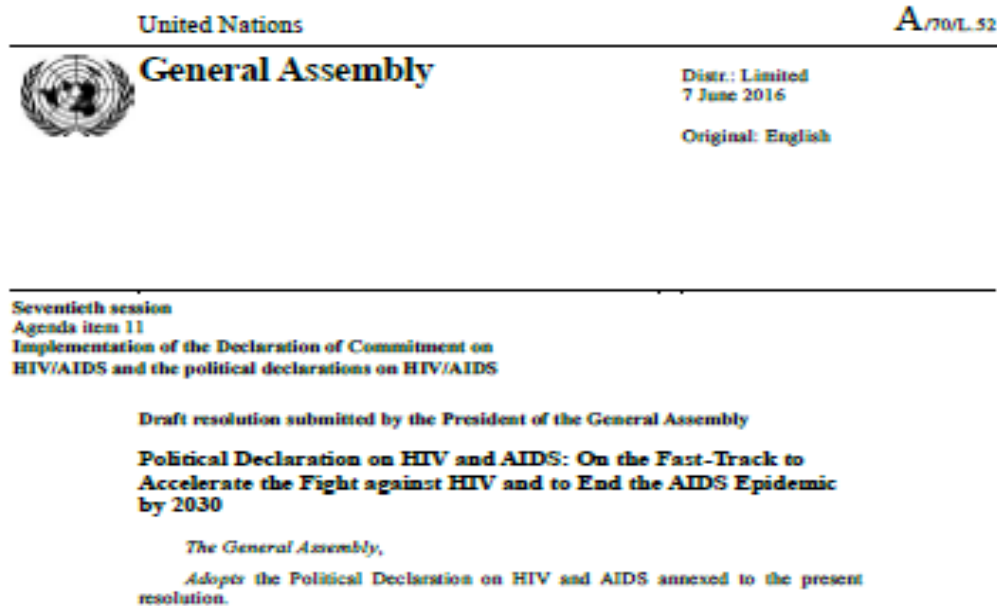 United Nations
A/70/L.52
General Assembly
Distr.: Limited
7 June 2016
Original: English
Seventieth session
Agenda item 11
Implementation of the Declaration of Commitment on
HIV/AIDS and the political declarations on HIV/AIDS
Draft resolution submitted by the President of the General Assembly
Political Declaration on HIV and AIDS: On the Fast-Track to
Accelerate the Fight against HIV and to End the AIDS Epidemic
by 2030
The General Assembly,
Adopts the Political Declaration on HIV and AIDS annexed to the present
resolution.